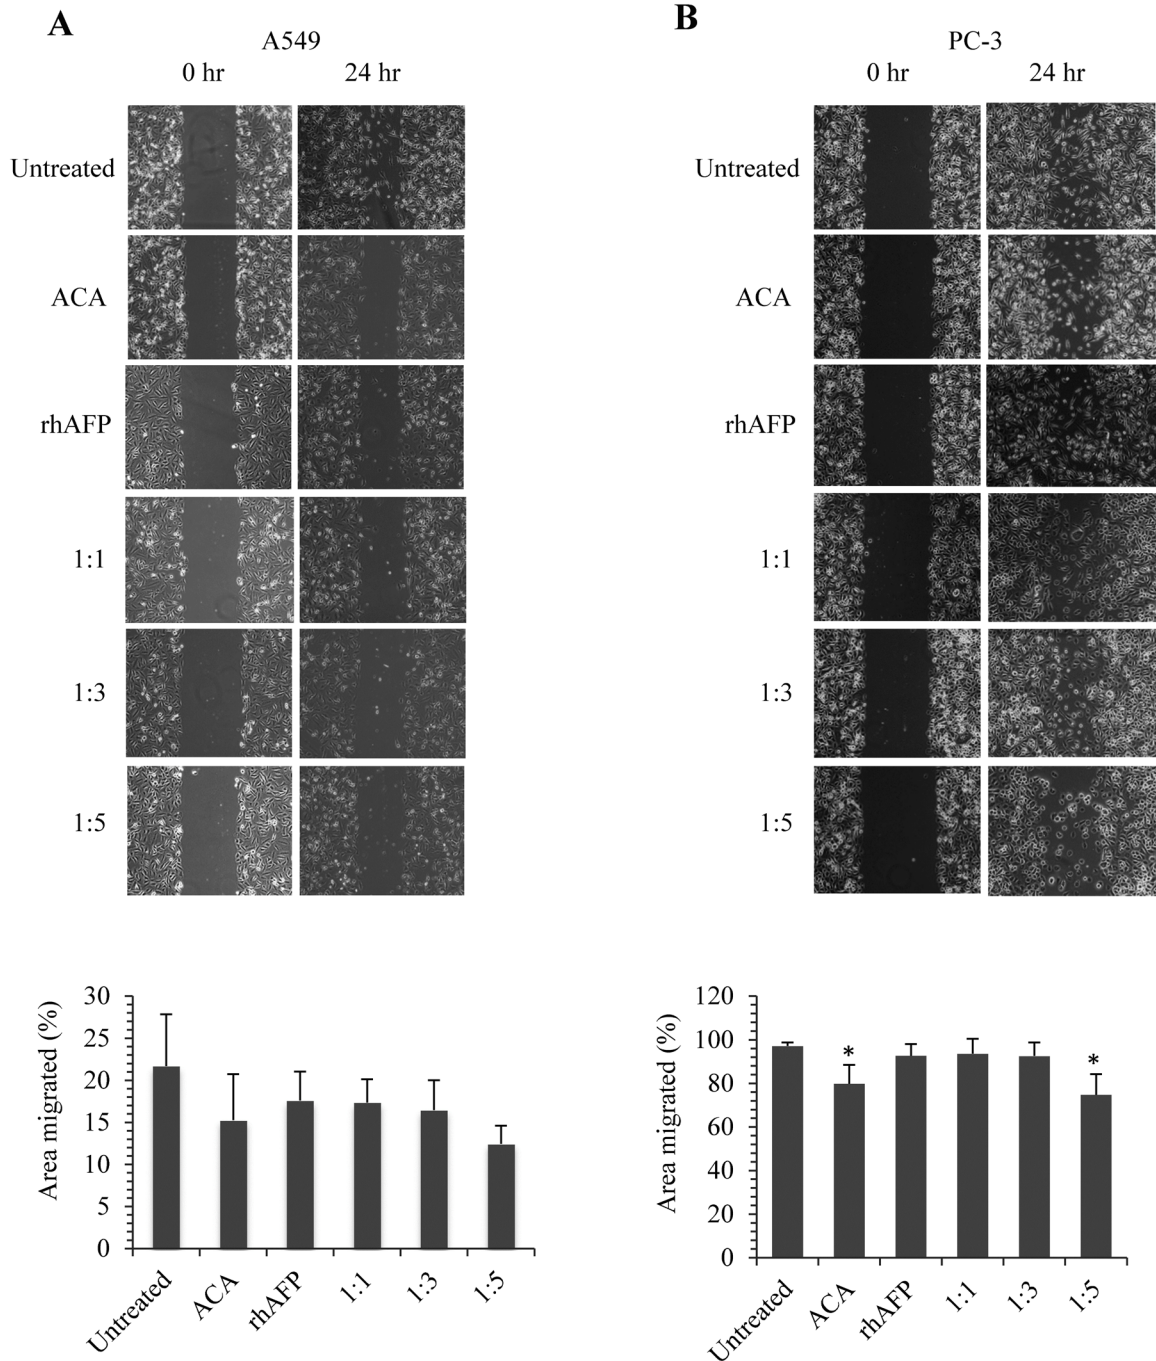 A
A549
0 hr 24 hr
Untreated
ACA
rhAFP
1:1
1:3
1:5
Area migrated (%)
30
25
20
15
10
5
0
Untreated
ACA
rhAFP
1:1
1:3
1:5
B
PC-3
0 hr 24 hr
Untreated
ACA
rhAFP
1:1
1:3
1:5
Area migrated (%)
120
100
80
60
40
20
0
*
*
Untreated
ACA
rhAFP
1:1
1:3
1:5